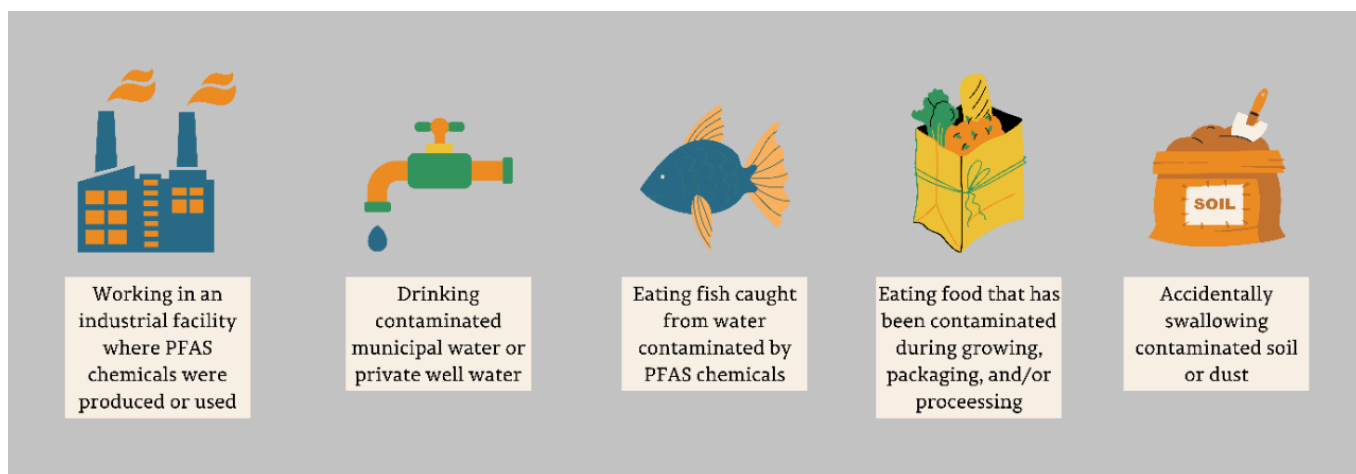 SOIL
Working in an
industrial facility
where PFAS
chemicals were
produced or used
Drinking
contaminated
municipal water or
private well water
Eating fish caught
from water
contaminated by
PFAS chemicals
Eating food that has
been contaminated
during growing,
packaging, and/or
proceessing
Accidentally
swallowing
contaminated soil
or dust